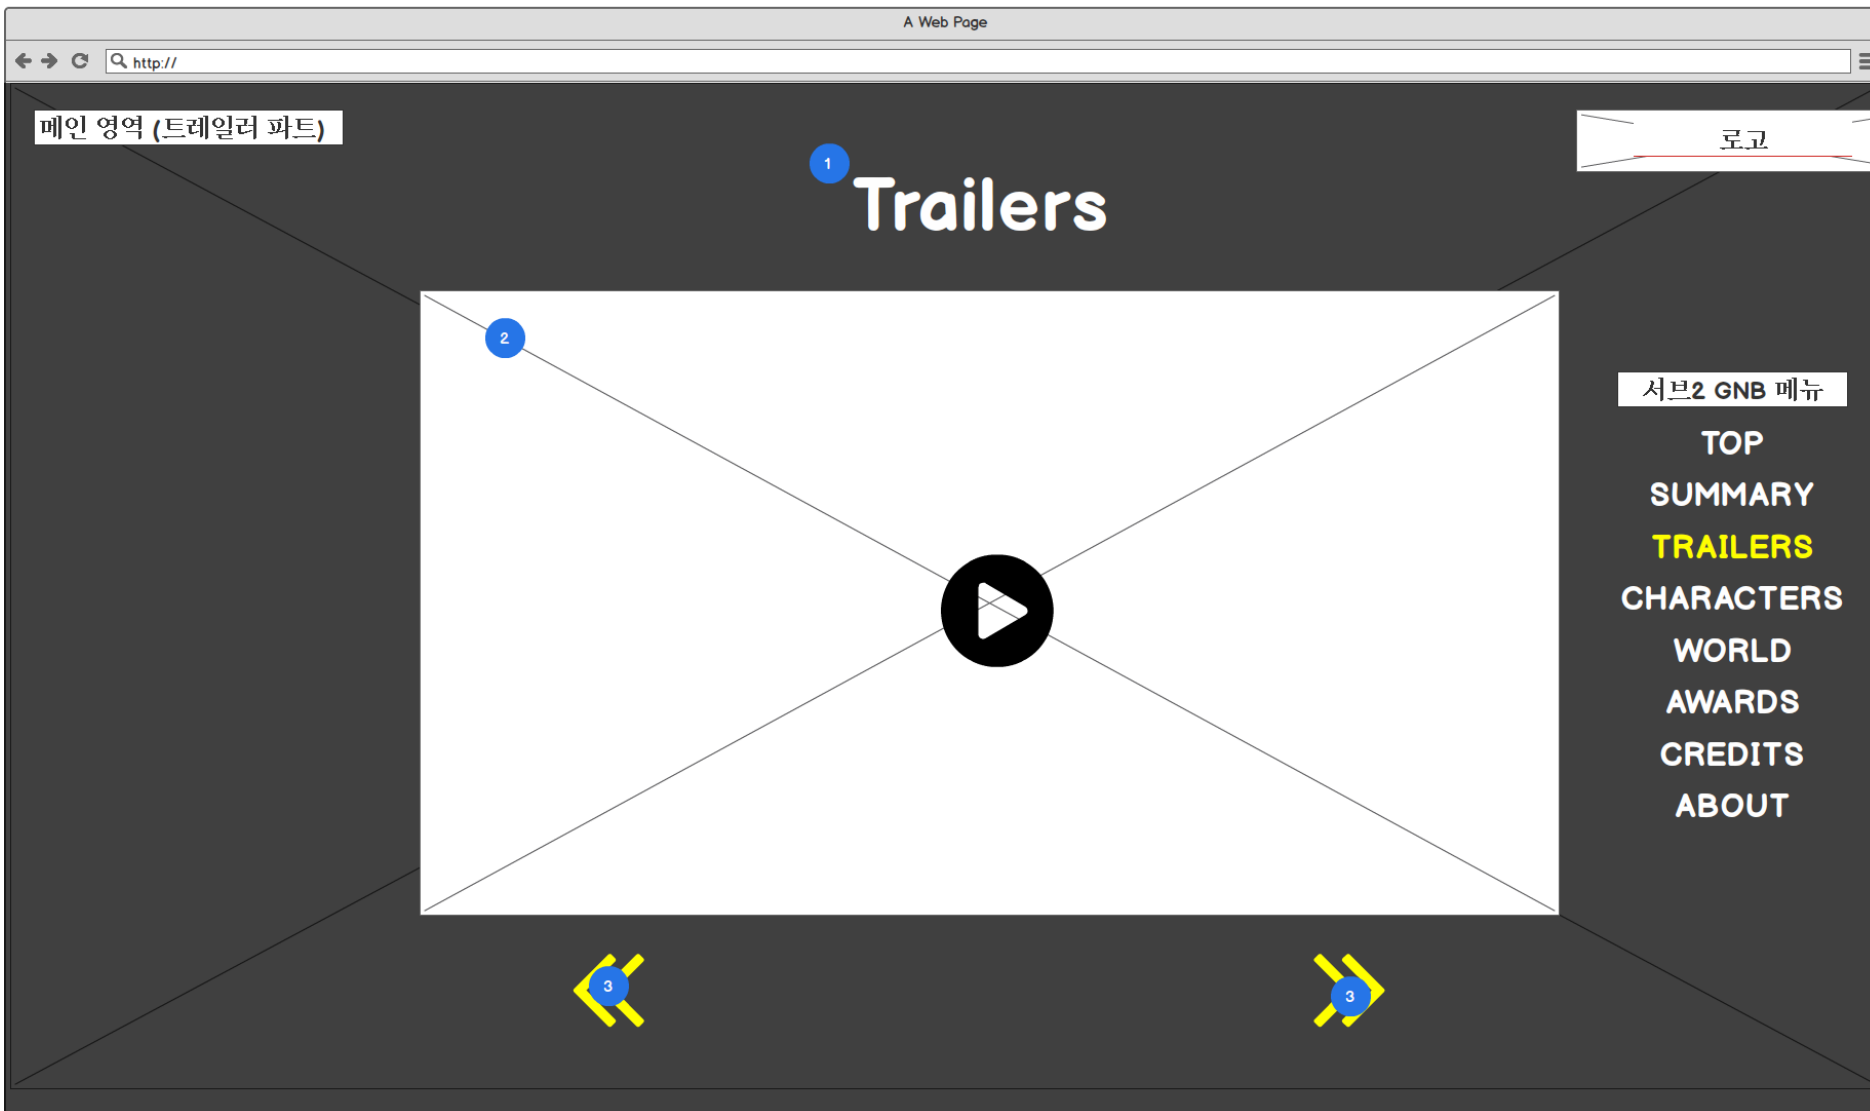 A Web Page
http://
메인 영역 (트레일러 파트)
로고
1
Trailers
2
서브2 GNB 메뉴
TOP
SUMMARY
TRAILERS
CHARACTERS
WORLD
AWARDS
CREDITS
ABOUT
3
3